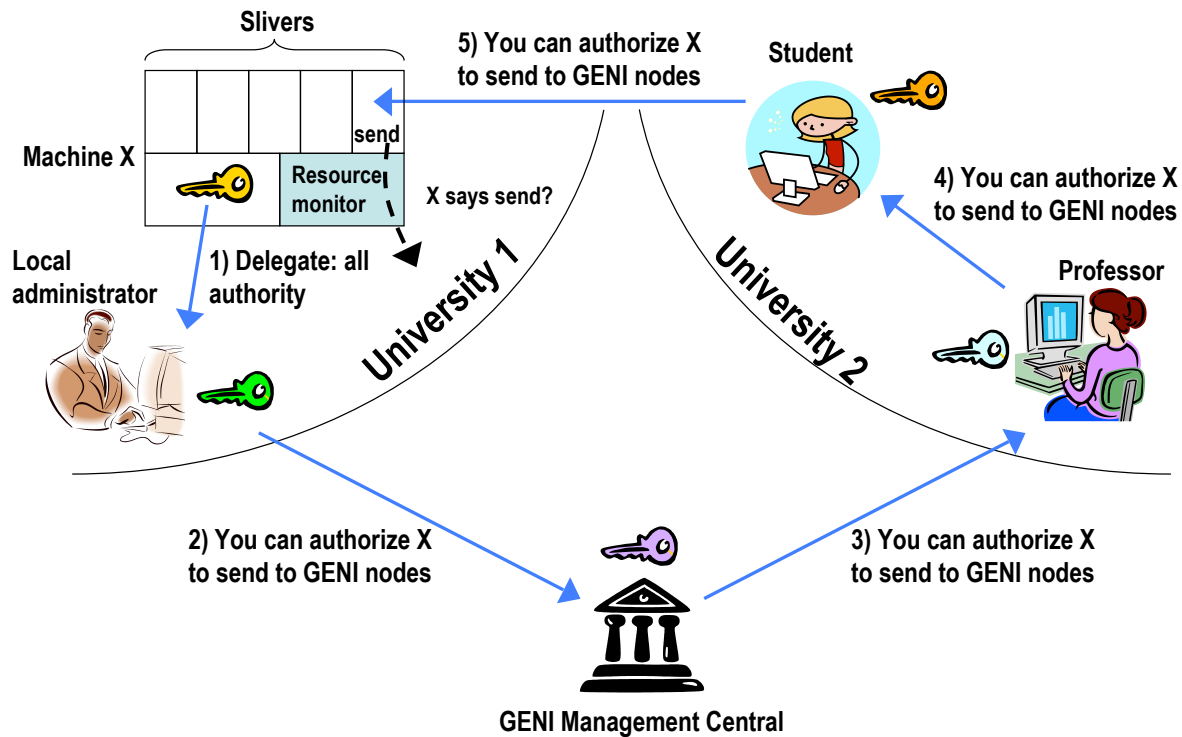 Slivers
5) You can authorize X
to send to GENI nodes
Student
send
Machine X
Resource
monitor
X says send?
4) You can authorize X
to send to GENI nodes
Local
administrator
1) Delegate: all
authority
University 1
University 2
Professor
2) You can authorize X
to send to GENI nodes
3) You can authorize X
to send to GENI nodes
GENI Management Central